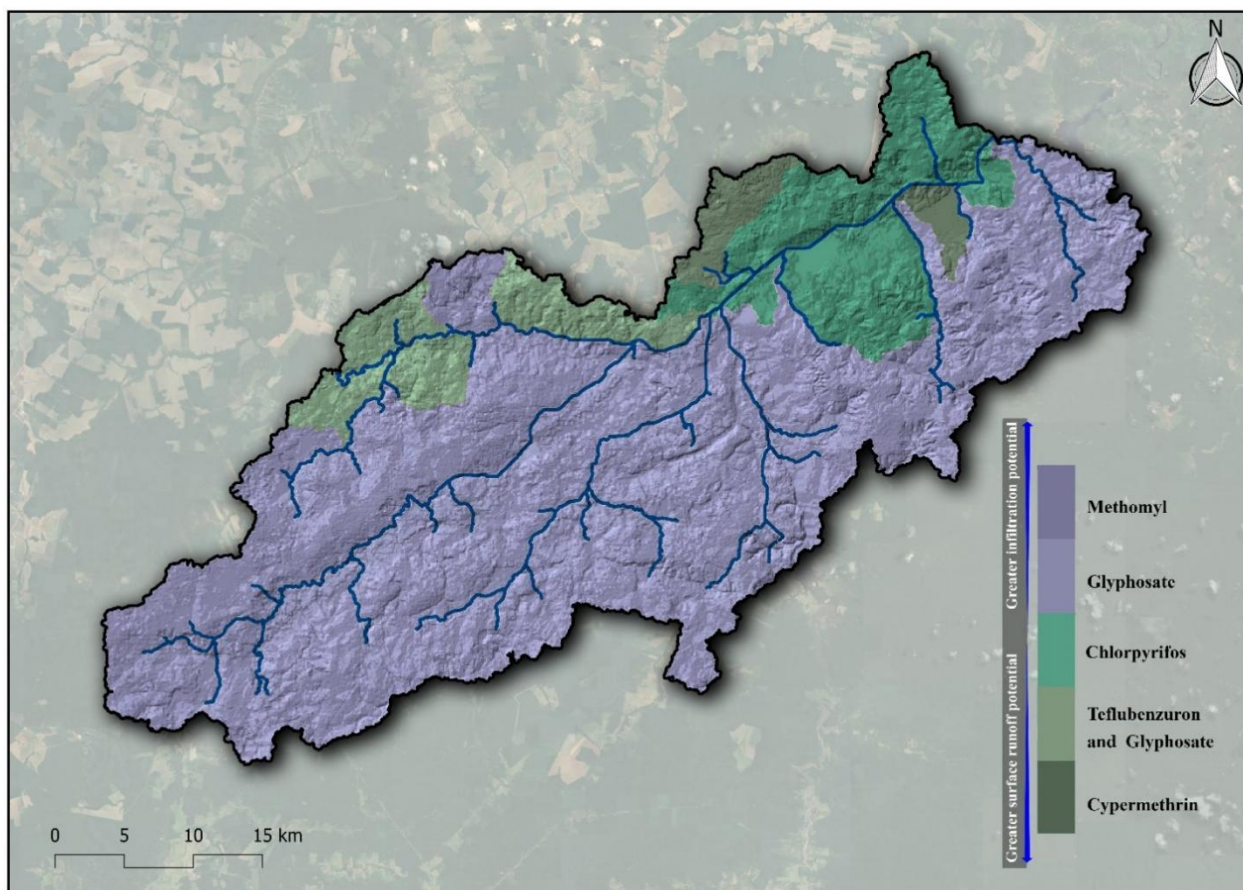 N
Greater infiltration potential
Methomyl
Glyphosate
Chlorpyrifos
Greater surface runoff potential
Teflubenzuron
and Glyphosate
Cypermethrin
0 5 10 15 km